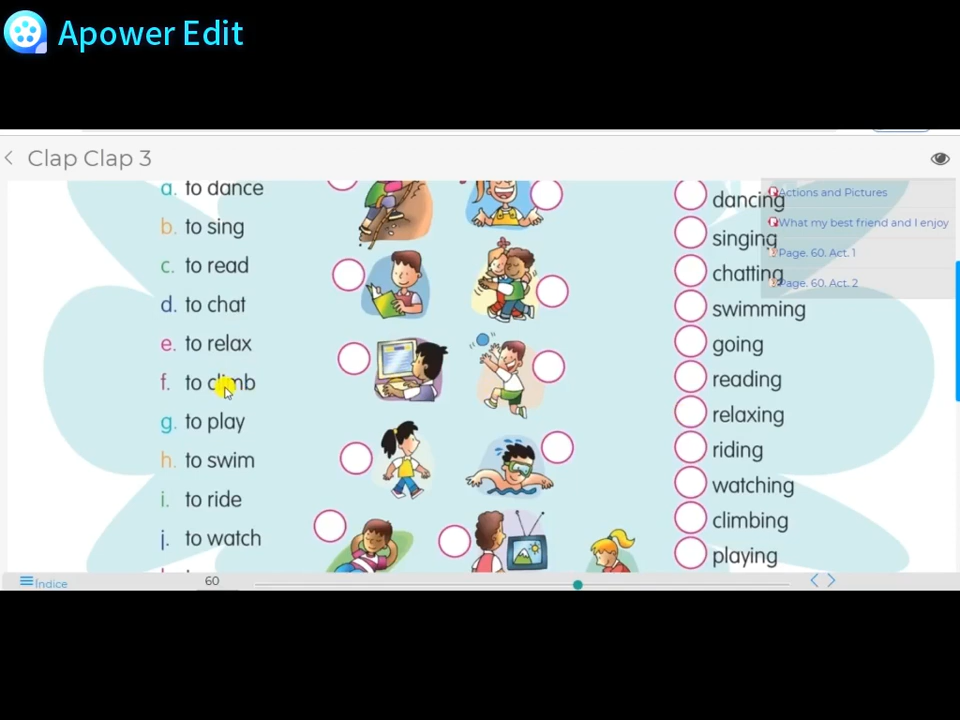 Apower Edit
Clap Clap 3
Actions and Pictures
What my best friend and I enjoy
Page. 60. Act. 1
Page. 60. Act. 2
a. to dance
b. to sing
c. to read
d. to chat
e. to relax
f. to climb
g. to play
h. to swim
i. to ride
j. to watch
dancing
singing
chatting
swimming
going
reading
relaxing
riding
watching
climbing
playing
Índice
60